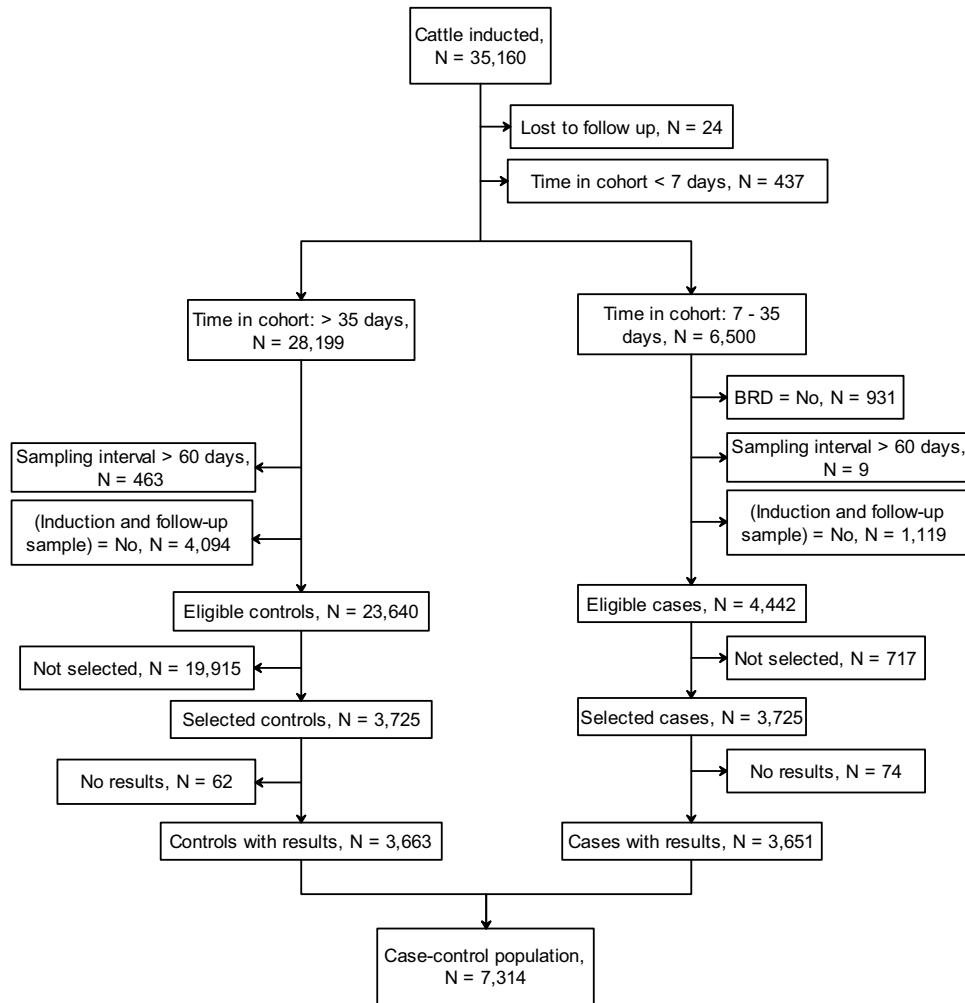 Cattle inducted,
N = 35,160
Lost to follow up, N = 24
Time in cohort < 7 days, N = 437
Time in cohort: > 35 days,
N = 28,199
Time in cohort: 7 - 35
days, N = 6,500
BRD = No, N = 931
Sampling interval > 60 days,
N = 463
Sampling interval > 60 days,
N = 9
(Induction and follow-up
sample) = No, N = 4,094
(Induction and follow-up
sample) = No, N = 1,119
Eligible controls, N = 23,640
Eligible cases, N = 4,442
Not selected, N = 19,915
Not selected, N = 717
Selected controls, N = 3,725
Selected cases, N = 3,725
No results, N = 62
No results, N = 74
Controls with results, N = 3,663
Cases with results, N = 3,651
Case-control population,
N = 7,314